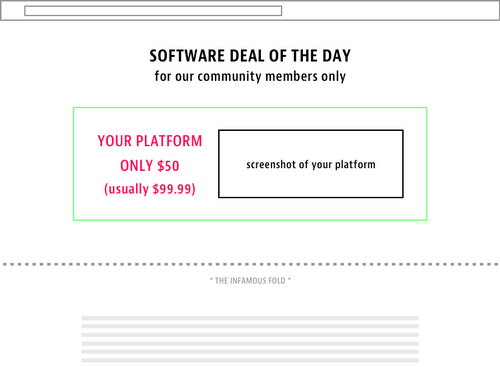 SOFTWARE DEAL OF THE DAY
for our community members only
YOUR PLATFORM
ONLY $50
(usually $99.99)
screenshot of your platform
* THE INFAMOUS FOLD *